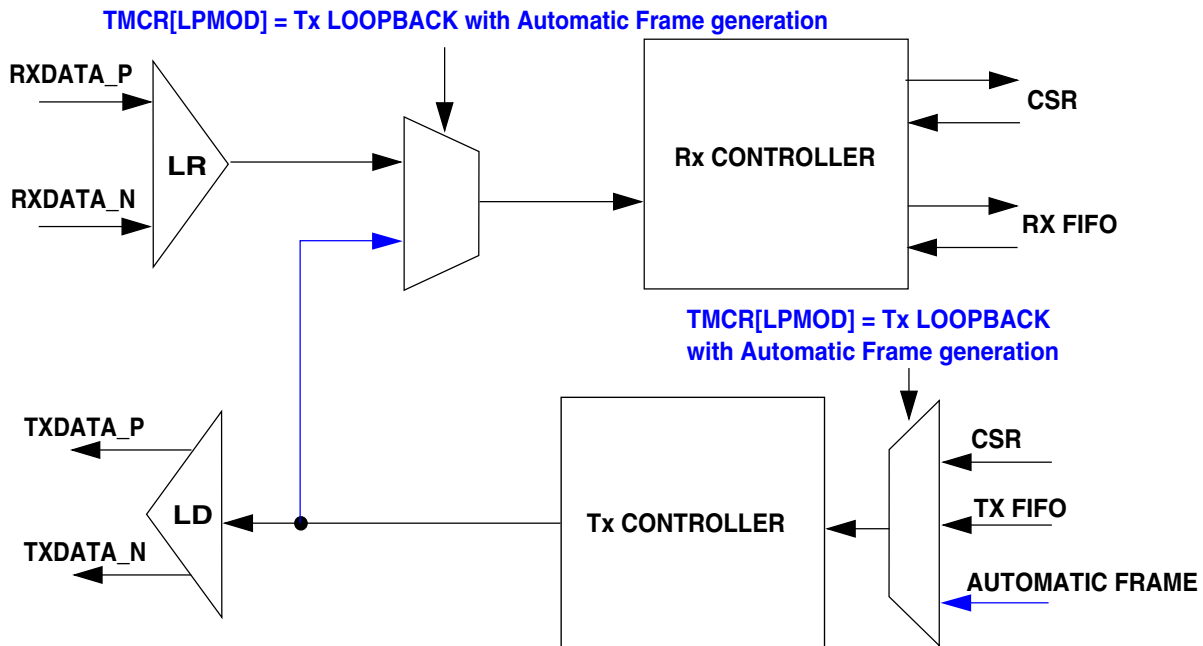 TMCR[LPMOD] = Tx LOOPBACK with Automatic Frame generation
RXDATA_P
CSR
LR
Rx CONTROLLER
RXDATA_N
RX FIFO
TMCR[LPMOD] = Tx LOOPBACK
with Automatic Frame generation
TXDATA_P
CSR
LD
Tx CONTROLLER
TX FIFO
TXDATA_N
AUTOMATIC FRAME